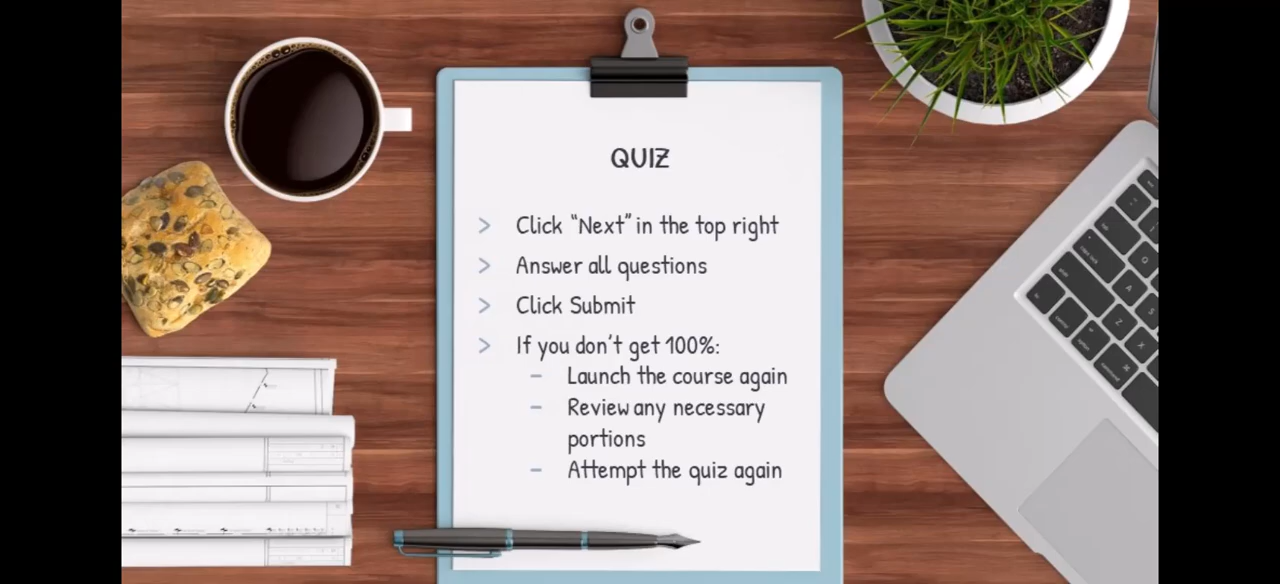 QUIZ
> Click “Next” in the top right
> Answer all questions
> Click Submit
> If you don’t get 100%:
– Launch the course again
– Review any necessary
portions
– Attempt the quiz again